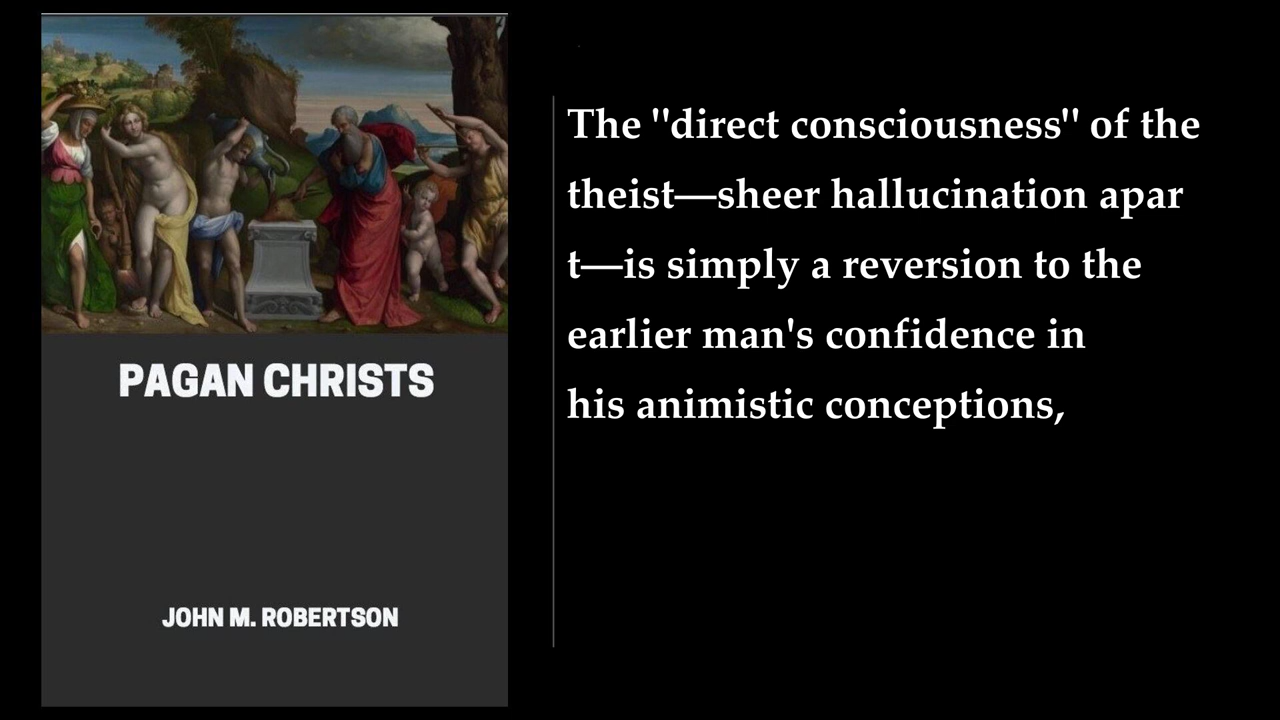 PAGAN CHRISTS
JOHN M. ROBERTSON
The "direct consciousness" of the
theist—sheer hallucination apar
t—is simply a reversion to the
earlier man's confidence in
his animistic conceptions,